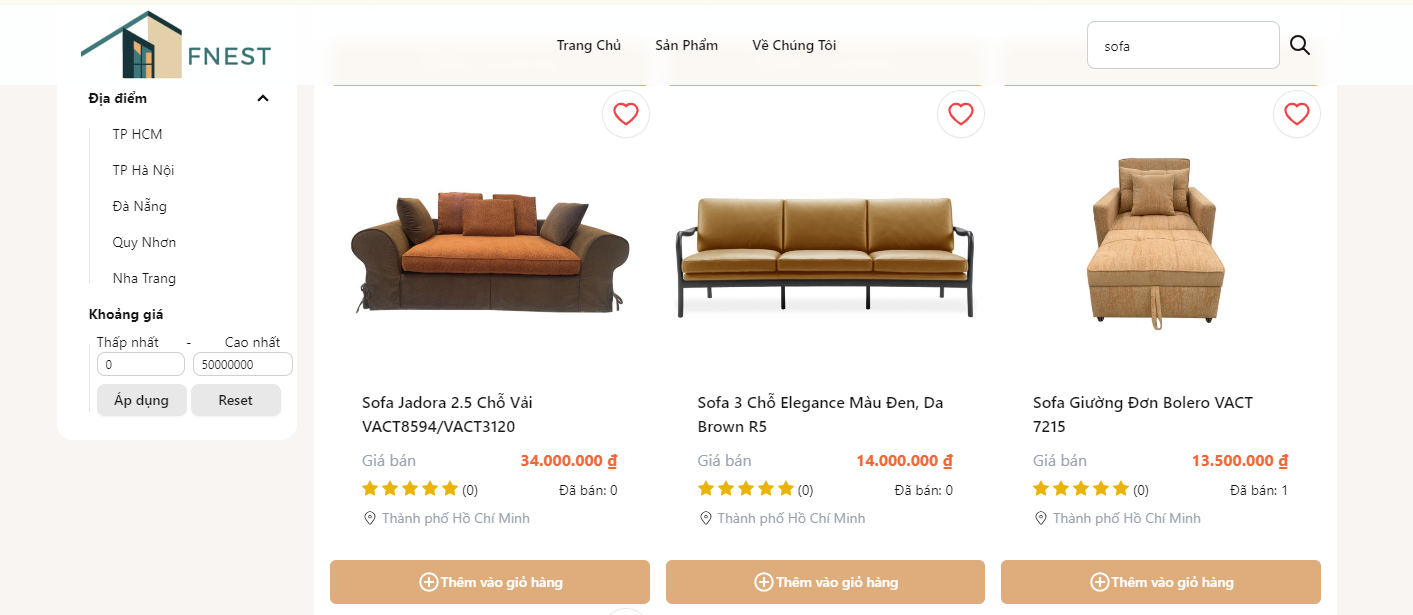 FNEST
Trang Chủ
Sản Phẩm
Về Chúng Tôi
sofa
Địa điểm
TP HCM
TP Hà Nội
Đà Nẵng
Quy Nhơn
Nha Trang
Khoảng giá
Thấp nhất - Cao nhất
0 50000000
Áp dụng Reset
Sofa Jadora 2.5 Chỗ Vải
VACT8594/VACT3120
Giá bán 34.000.000 ₫
(0) Đã bán: 0
Thành phố Hồ Chí Minh
Thêm vào giỏ hàng
Sofa 3 Chỗ Elegance Màu Đen, Da
Brown R5
Giá bán 14.000.000 ₫
(0) Đã bán: 0
Thành phố Hồ Chí Minh
Thêm vào giỏ hàng
Sofa Giường Đơn Bolero VACT
7215
Giá bán 13.500.000 ₫
(0) Đã bán: 1
Thành phố Hồ Chí Minh
Thêm vào giỏ hàng